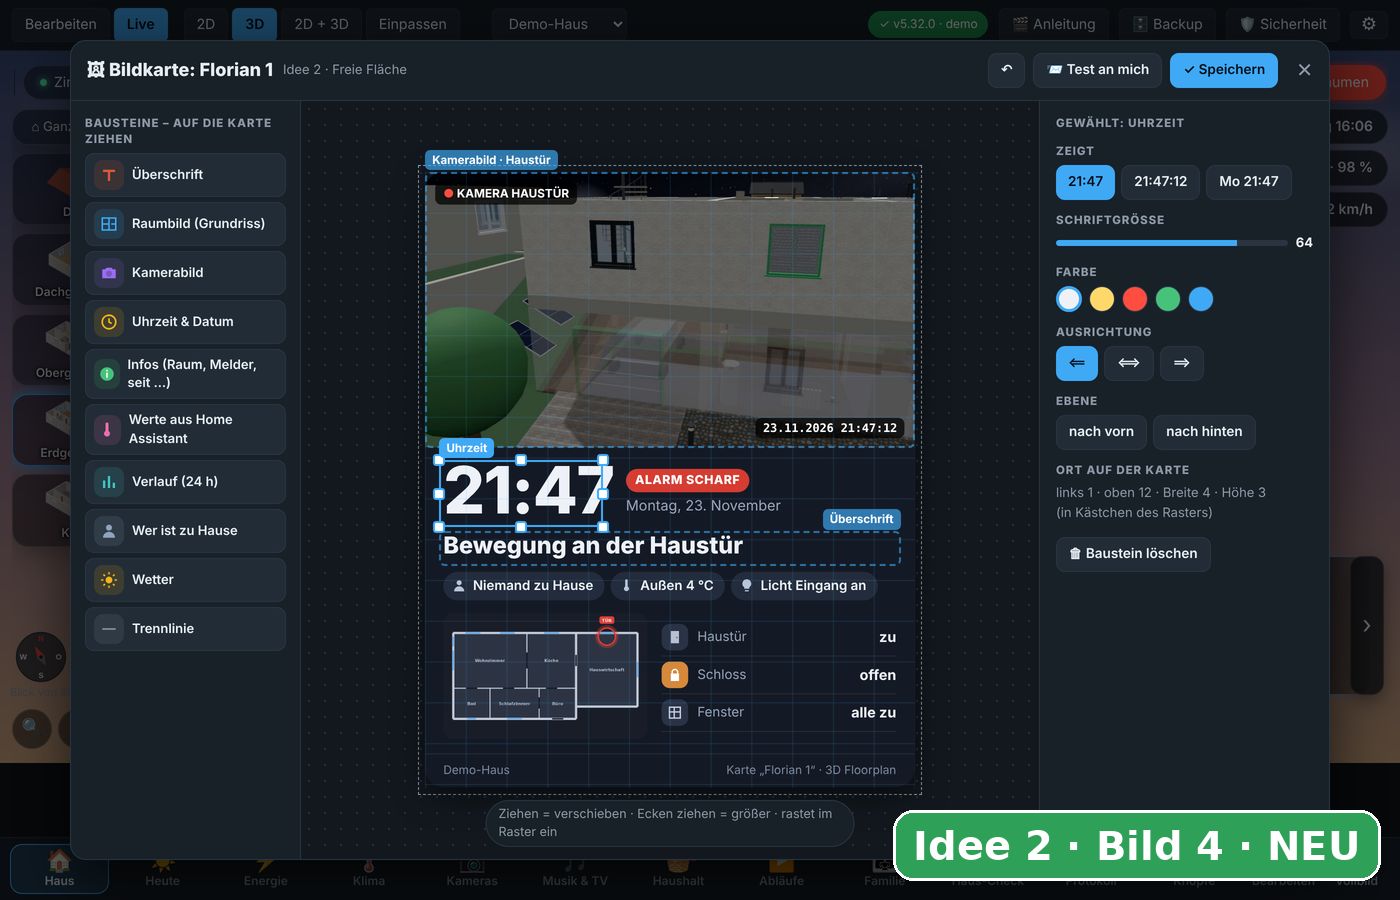 Bearbeiten Live 2D 3D 2D + 3D Einpassen Demo-Haus ✓ v5.32.0 · demo 🎬 Anleitung Backup Sicherheit
Bildkarte: Florian 1 Idee 2 · Freie Fläche ↶ Test an mich ✓ Speichern ✕
BAUSTEINE – AUF DIE KARTE
ZIEHEN
Überschrift
Raumbild (Grundriss)
Kamerabild
Uhrzeit & Datum
Infos (Raum, Melder,
seit ...)
Werte aus Home
Assistant
Verlauf (24 h)
Wer ist zu Hause
Wetter
Trennlinie
Kamerabild · Haustür
KAMERA HAUSTÜR
23.11.2026 21:47:12
Uhrzeit
21:47
ALARM SCHARF
Montag, 23. November
Überschrift
Bewegung an der Haustür
Niemand zu Hause Außen 4 °C Licht Eingang an
TÜR
Wohnzimmer Küche Hauswirtschaft
Bad Schlafzimmer Büro
Haustür zu
Schloss offen
Fenster alle zu
Demo-Haus Karte „Florian 1“ · 3D Floorplan
Ziehen = verschieben · Ecken ziehen = größer · rastet im
Raster ein
GEWÄHLT: UHRZEIT
ZEIGT
21:47 21:47:12 Mo 21:47
SCHRIFTGRÖSSE
64
FARBE
AUSRICHTUNG
⇐ ⟺ ⇒
EBENE
nach vorn nach hinten
ORT AUF DER KARTE
links 1 · oben 12 · Breite 4 · Höhe 3
(in Kästchen des Rasters)
Baustein löschen
16:06
98 %
km/h
N
W O
S
Idee 2 · Bild 4 · NEU
Haus Heute Energie Klima Kameras Musik & TV Haushalt Abläufe Familie